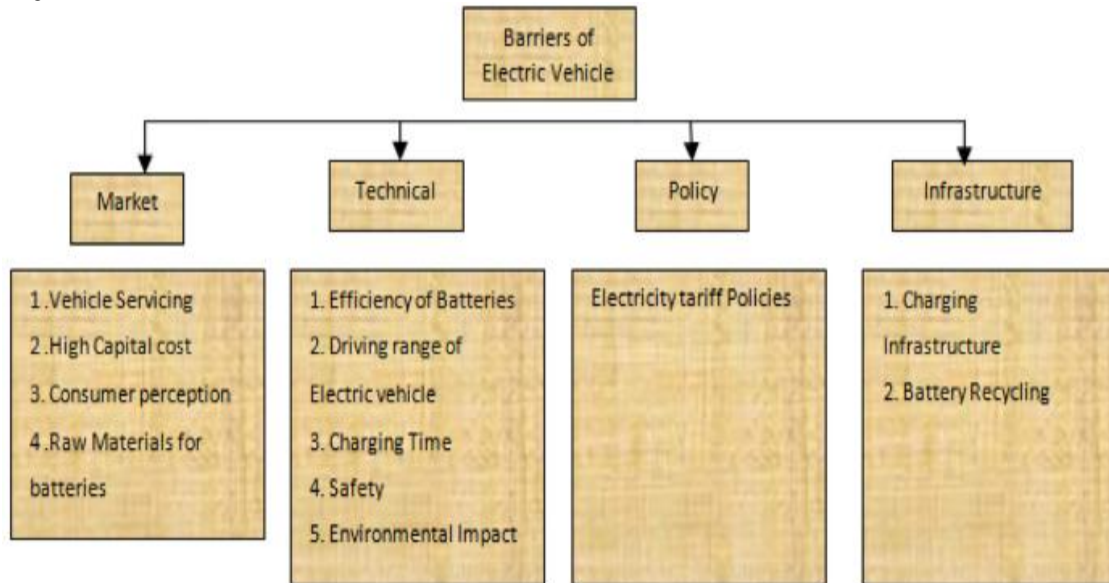 Barriers of
Electric Vehicle
Market
Technical
Policy
Infrastructure
1 .Vehicle Servicing
2 .High Capital cost
3. Consumer perception
4 .Raw Materials for
batteries
1. Efficiency of Batteries
2. Driving range of
Electric vehicle
3. Charging Time
4. Safety
5. Environmental Impact
Electricity tariff Policies
1. Charging
Infrastructure
2. Battery Recycling